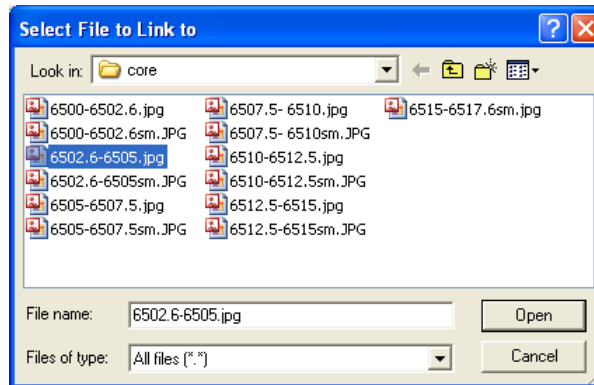 Select File to Link to
Look in: core
6500-6502.6.jpg 6507.5- 6510.jpg 6515-6517.6sm.jpg
6500-6502.6sm.JPG 6507.5- 6510sm.JPG
6502.6-6505.jpg 6510-6512.5.jpg
6502.6-6505sm.JPG 6510-6512.5sm.JPG
6505-6507.5.jpg 6512.5-6515.jpg
6505-6507.5sm.JPG 6512.5-6515sm.JPG
File name: 6502.6-6505.jpg Open
Files of type: All files (*.*) Cancel